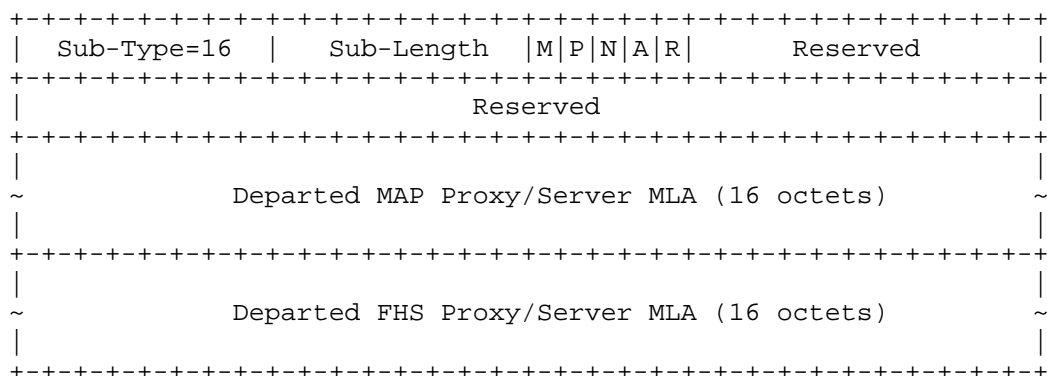 +-+-+-+-+-+-+-+-+-+-+-+-+-+-+-+-+-+-+-+-+-+-+-+-+-+-+-+-+-+-+-+-+
|  Sub-Type=16  |   Sub-Length  |M|P|N|A|R|      Reserved       |
+-+-+-+-+-+-+-+-+-+-+-+-+-+-+-+-+-+-+-+-+-+-+-+-+-+-+-+-+-+-+-+-+
|                            Reserved                           |
+-+-+-+-+-+-+-+-+-+-+-+-+-+-+-+-+-+-+-+-+-+-+-+-+-+-+-+-+-+-+-+-+
|                                                               |
~             Departed MAP Proxy/Server MLA (16 octets)         ~
|                                                               |
+-+-+-+-+-+-+-+-+-+-+-+-+-+-+-+-+-+-+-+-+-+-+-+-+-+-+-+-+-+-+-+-+
|                                                               |
~             Departed FHS Proxy/Server MLA (16 octets)         ~
|                                                               |
+-+-+-+-+-+-+-+-+-+-+-+-+-+-+-+-+-+-+-+-+-+-+-+-+-+-+-+-+-+-+-+-+